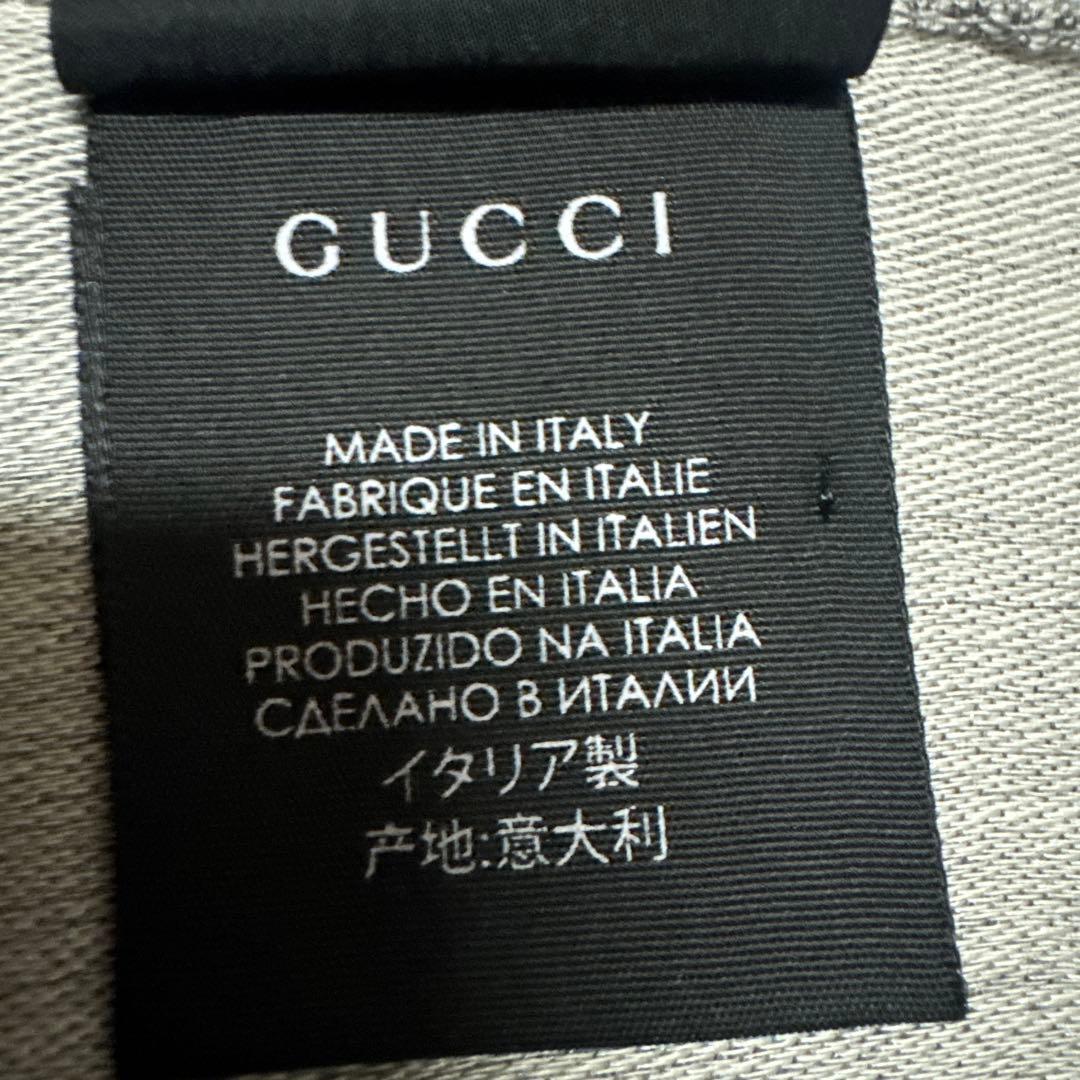 GUCCI
MADE IN ITALY
FABRIQUE EN ITALIE
HERGESTELLT IN ITALIEN
HECHO EN ITALIA
PRODUZIDO NA ITALIA
СДЕЛАНО В ИТАЛИИ
イタリア製
产地:意大利